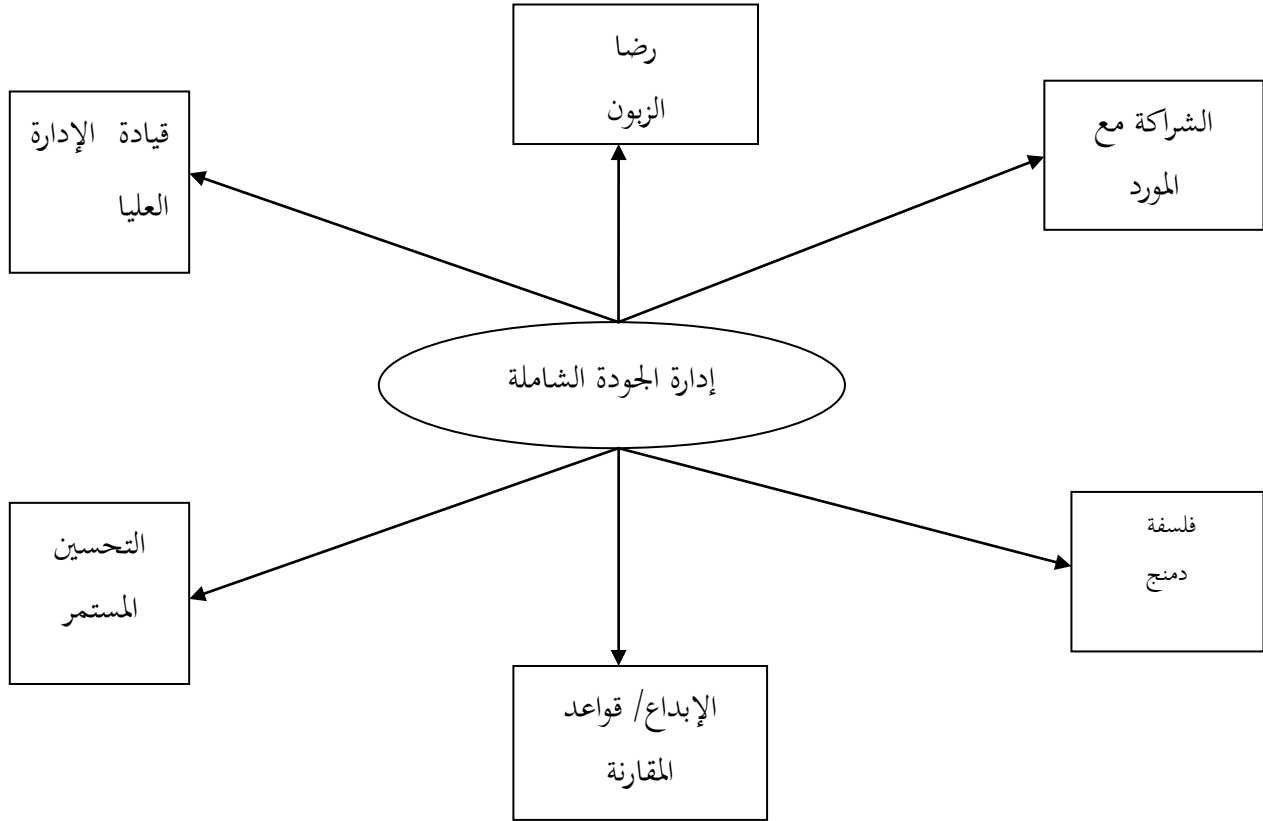 رضا
الزبون
الشراكة مع
المورد
قيادة الإدارة
العليا
إدارة الجودة الشاملة
فلسفة
دمنج
التحسين
المستمر
الإبداع/ قواعد
المقارنة